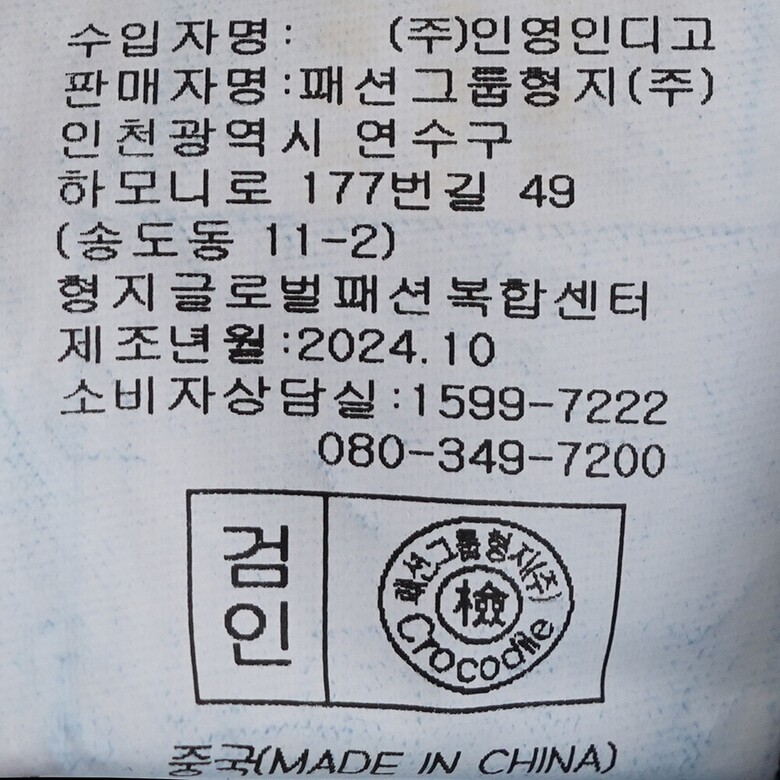 수입자명: (주)인영인디고
판매자명:패션그룹형지(주)
인천광역시 연수구
하모니로 177번길 49
(송도동 11-2)
형지글로벌패션복합센터
제조년월:2024.10
소비자상담실:1599-7222
080-349-7200
검인
패션그룹형지(주)
檢
Crocodile
중국(MADE IN CHINA)